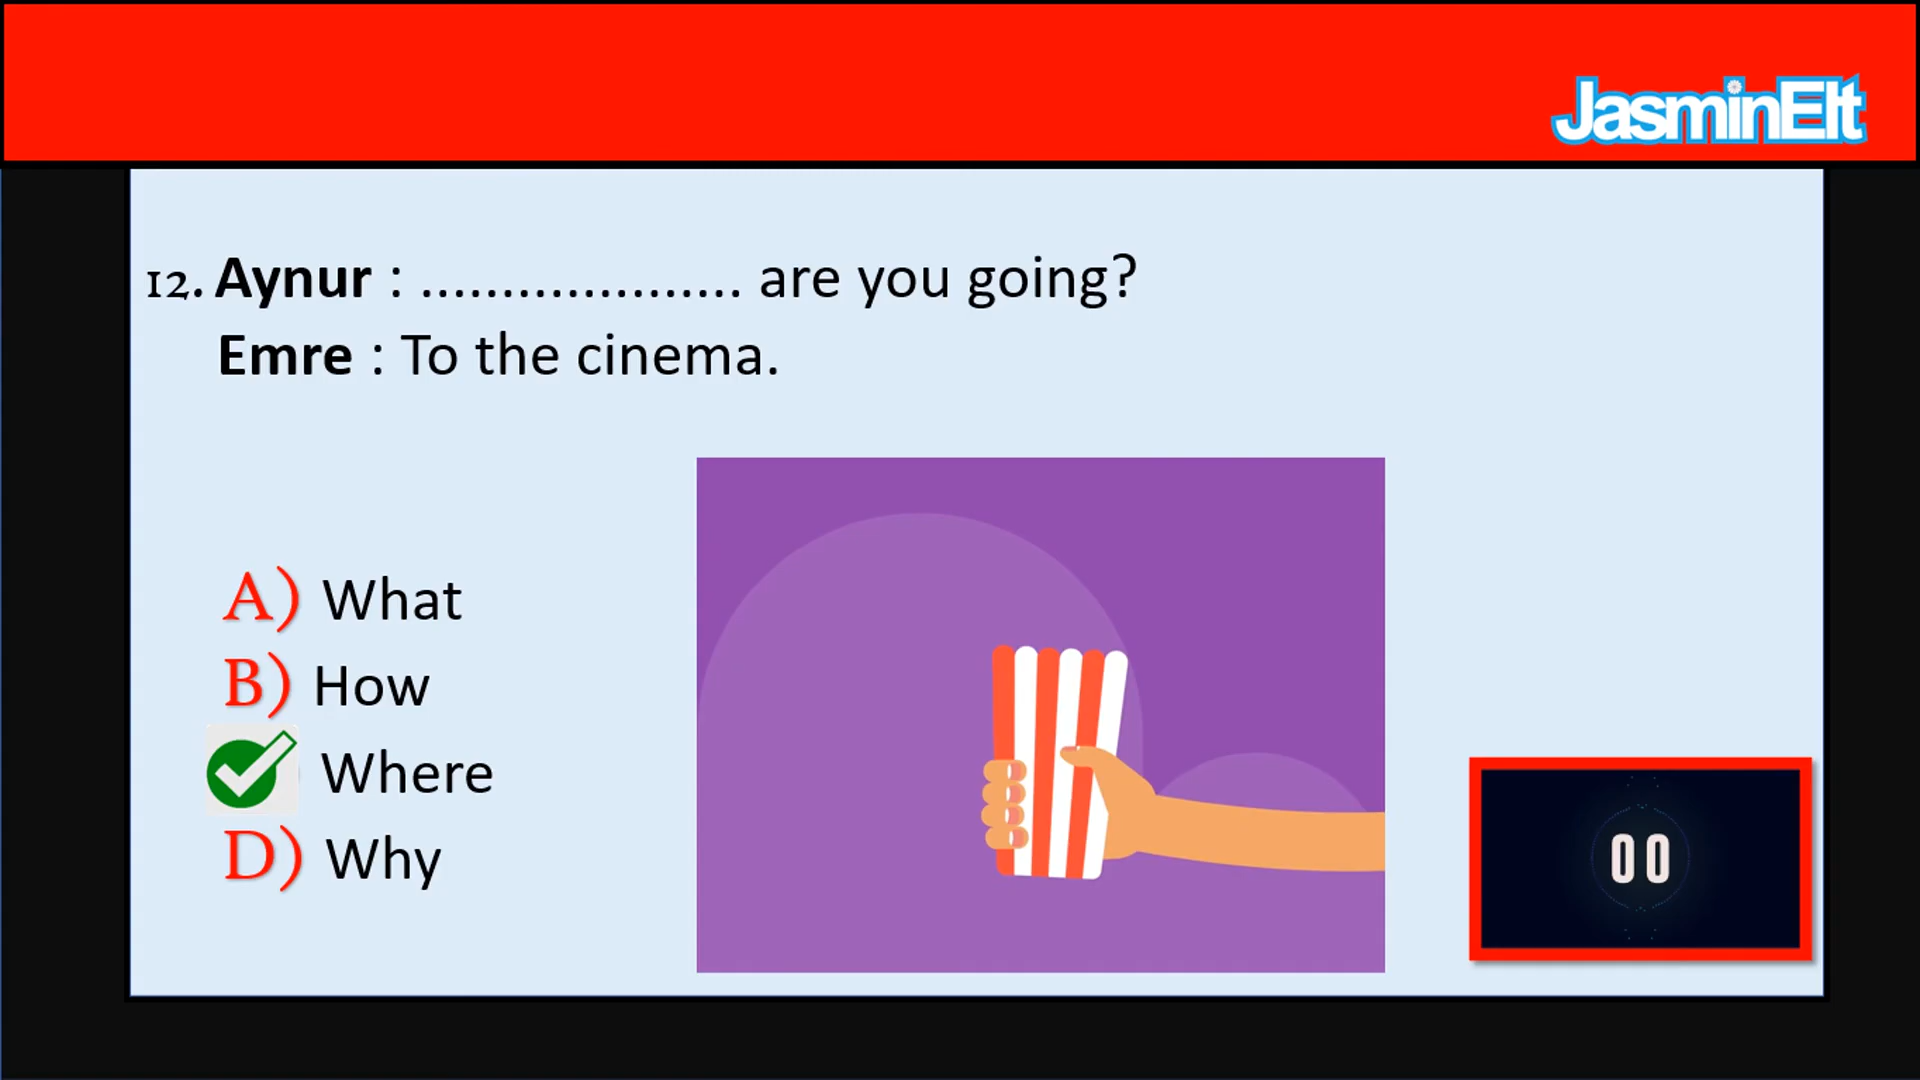 JasminElt
12. Aynur : .................... are you going?
Emre : To the cinema.
A) What
B) How
Where
D) Why
00